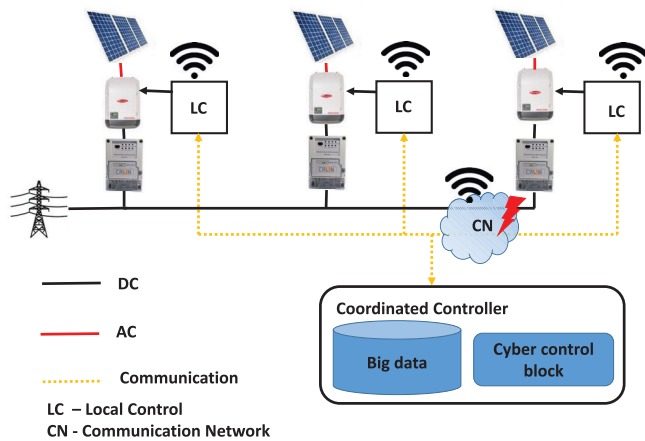 LC
LC
LC
CN
DC
AC
Communication
LC – Local Control
CN - Communication Network
Coordinated Controller
Big data
Cyber control
block